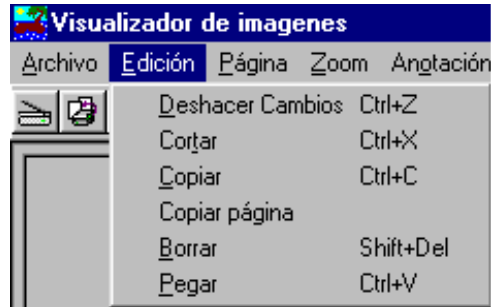 Visualizador de imagenes
Archivo Edición Página Zoom Anotación
Deshacer Cambios Ctrl+Z
Cortar Ctrl+X
Copiar Ctrl+C
Copiar página
Borrar Shift+Del
Pegar Ctrl+V